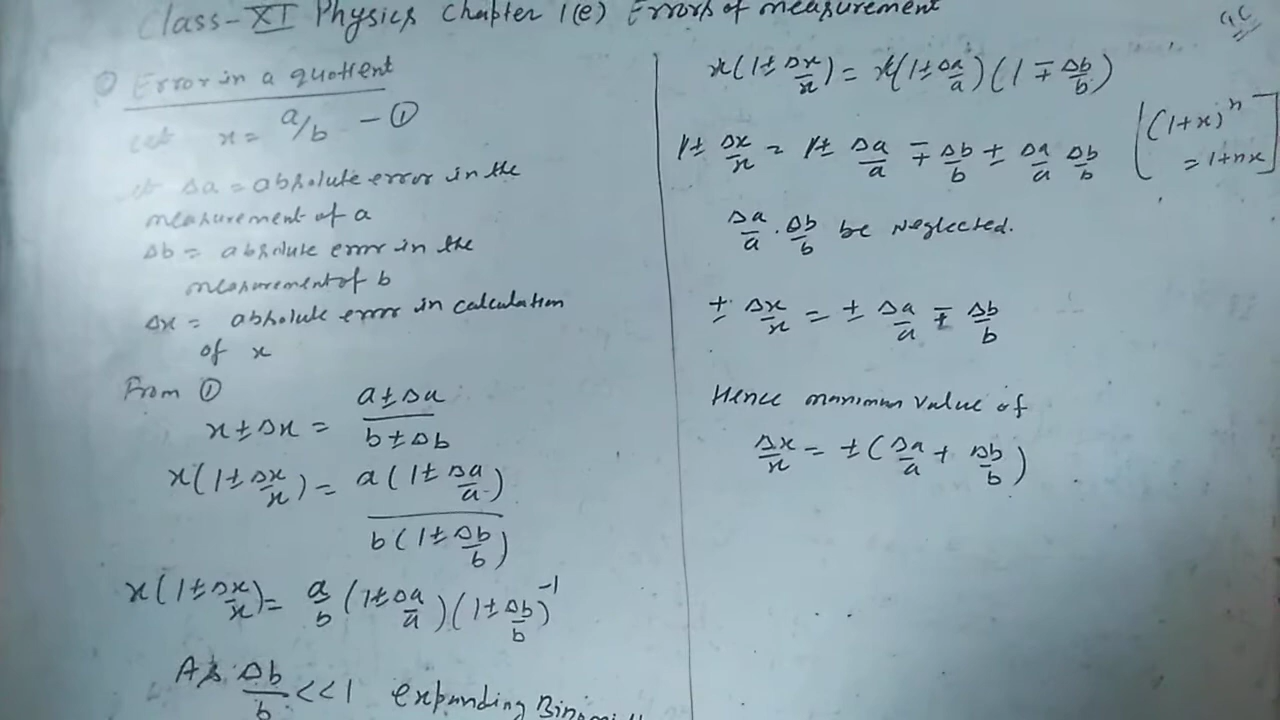 Class-XI Physics Chapter 1(e) Errors of measurement
① Error in a quotient
Let x = a/b - ①
Let Δa = absolute error in the
measurement of a
Δb = absolute error in the
measurement of b
Δx = absolute error in calculation
of x
From ①
x ± Δx = (a ± Δa)/(b ± Δb)
x(1 ± Δx/x) = a(1 ± Δa/a)/b(1 ± Δb/b)
x(1 ± Δx/x) = a/b (1 ± Δa/a)(1 ± Δb/b)⁻¹
As Δb/b << 1 expanding
x(1 ± Δx/x) = x(1 ± Δa/a)(1 ∓ Δb/b)
1 ± Δx/x = 1 ± Δa/a ∓ Δb/b ± Δa/a Δb/b [(1+x)ⁿ
= 1+nx]
Δa/a . Δb/b be neglected.
± Δx/x = ± Δa/a ∓ Δb/b
Hence maximum value of
Δx/x = ± (Δa/a + Δb/b)